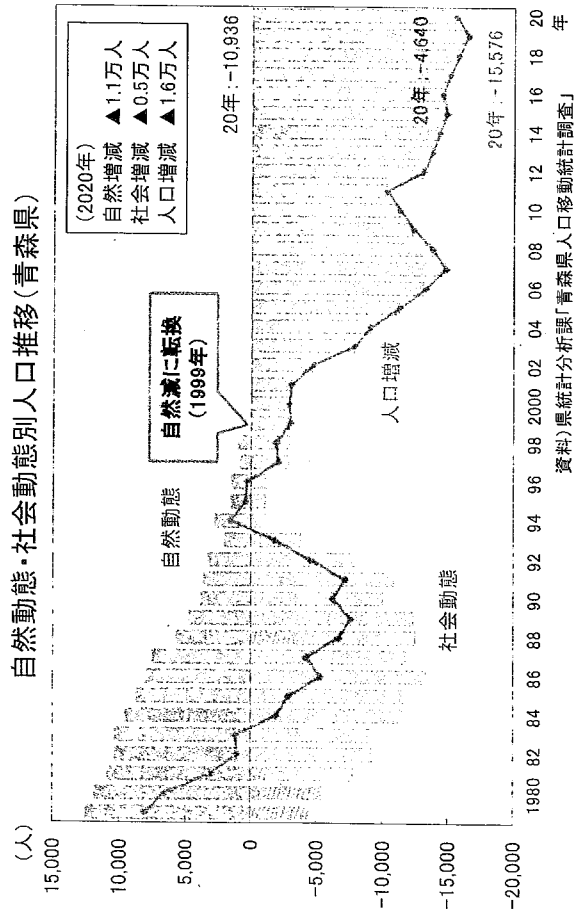 自然動態・社会動態別人口推移(青森県)
(人)
15,000
10,000
5,000
0
-5,000
-10,000
-15,000
-20,000
(2020年)
自然増減 ▲1.1万人
社会増減 ▲0.5万人
人口増減 ▲1.6万人
自然減に転換
(1999年)
自然動態
20年:-10,936
人口増減
社会動態
20年:-4,640
20年:-15,576
1980 82 84 86 88 90 92 94 96 98 2000 02 04 06 08 10 12 14 16 18 20
年
資料)県統計分析課「青森県人口移動統計調査」